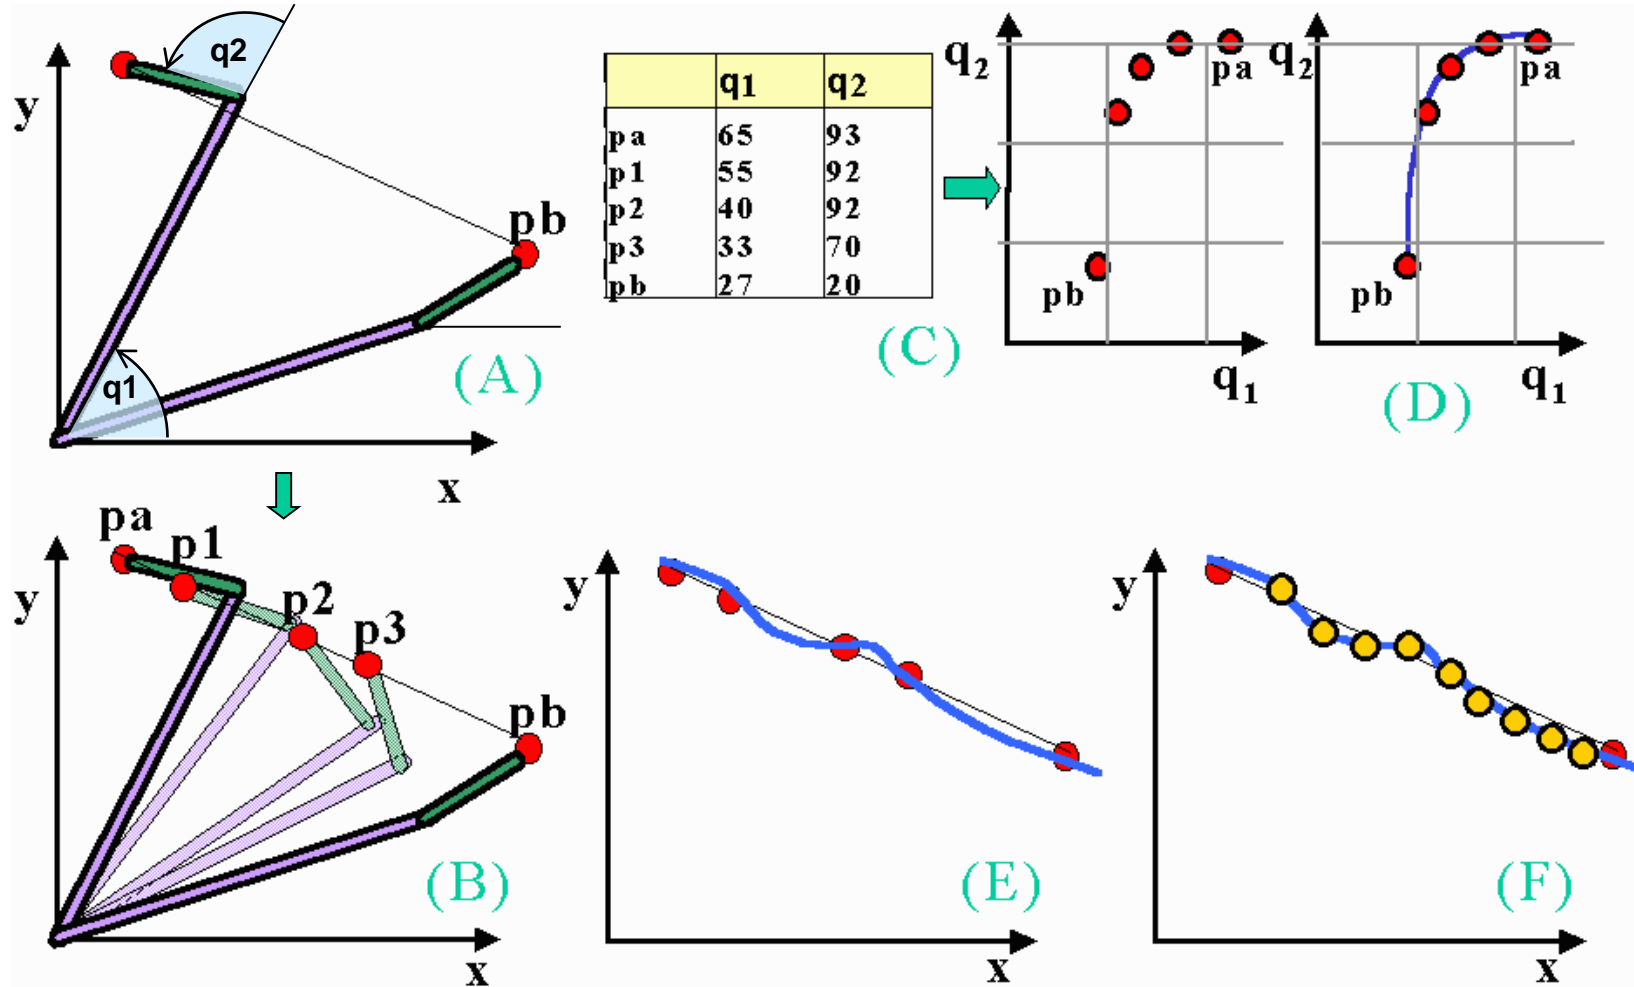 q2
y
pb
q1
(A)
x
q1 q2
pa 65 93
p1 55 92
p2 40 92
p3 33 70
pb 27 20
(C)
q2
pa
pb
q1
q2
pa
pb
q1
(D)
pa
p1
p2
p3
pb
y
(B)
x
y
(E)
x
y
(F)
x